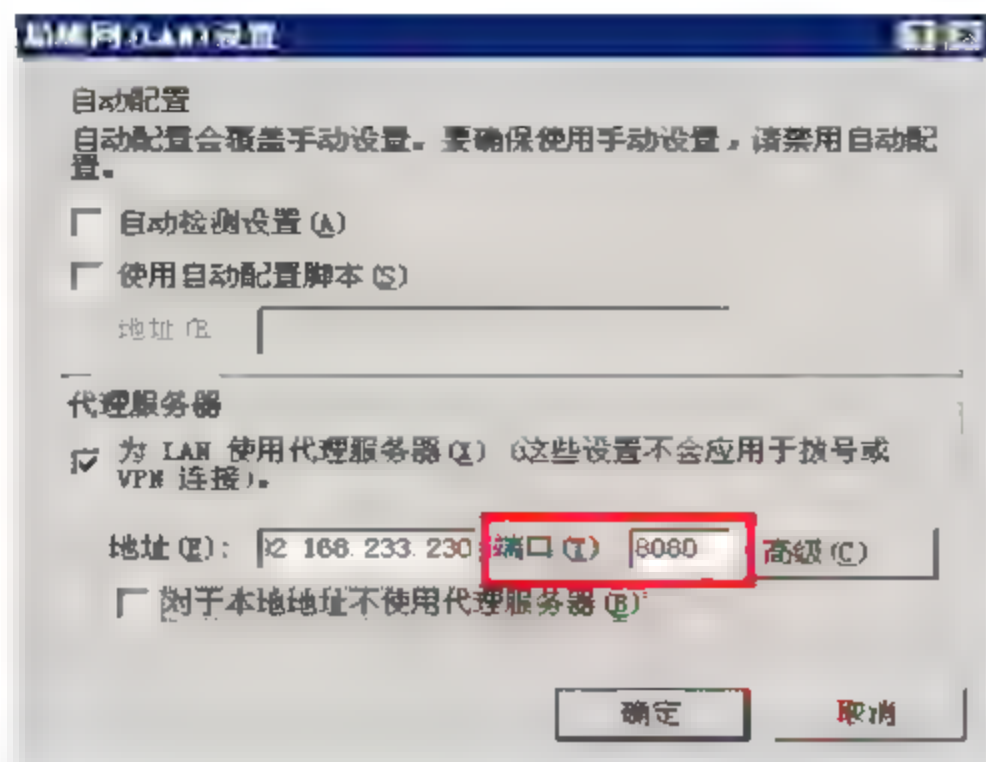 局域网(LAN)设置
自动配置
自动配置会覆盖手动设置。要确保使用手动设置，请禁用自动配
置。
自动检测设置(A)
使用自动配置脚本(S)
地址(R
代理服务器
为 LAN 使用代理服务器(X) (这些设置不会应用于拨号或
VPN 连接)。
地址(E): 92 168.233.230 端口(T) 8080 高级(C)
对于本地地址不使用代理服务器(B)
确定 取消